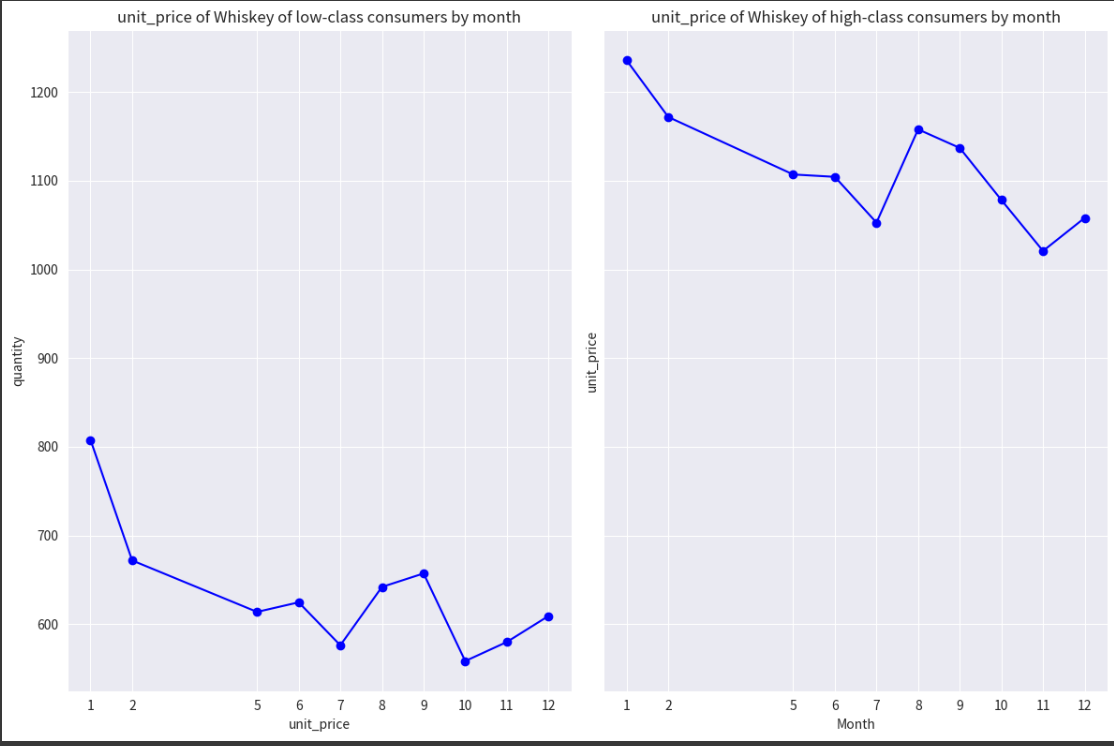 unit_price of Whiskey of low-class consumers by month
unit_price of Whiskey of high-class consumers by month
1200
1100
1000
900
800
700
600
quantity
unit_price
1 2 5 6 7 8 9 10 11 12
1 2 5 6 7 8 9 10 11 12
unit_price
Month